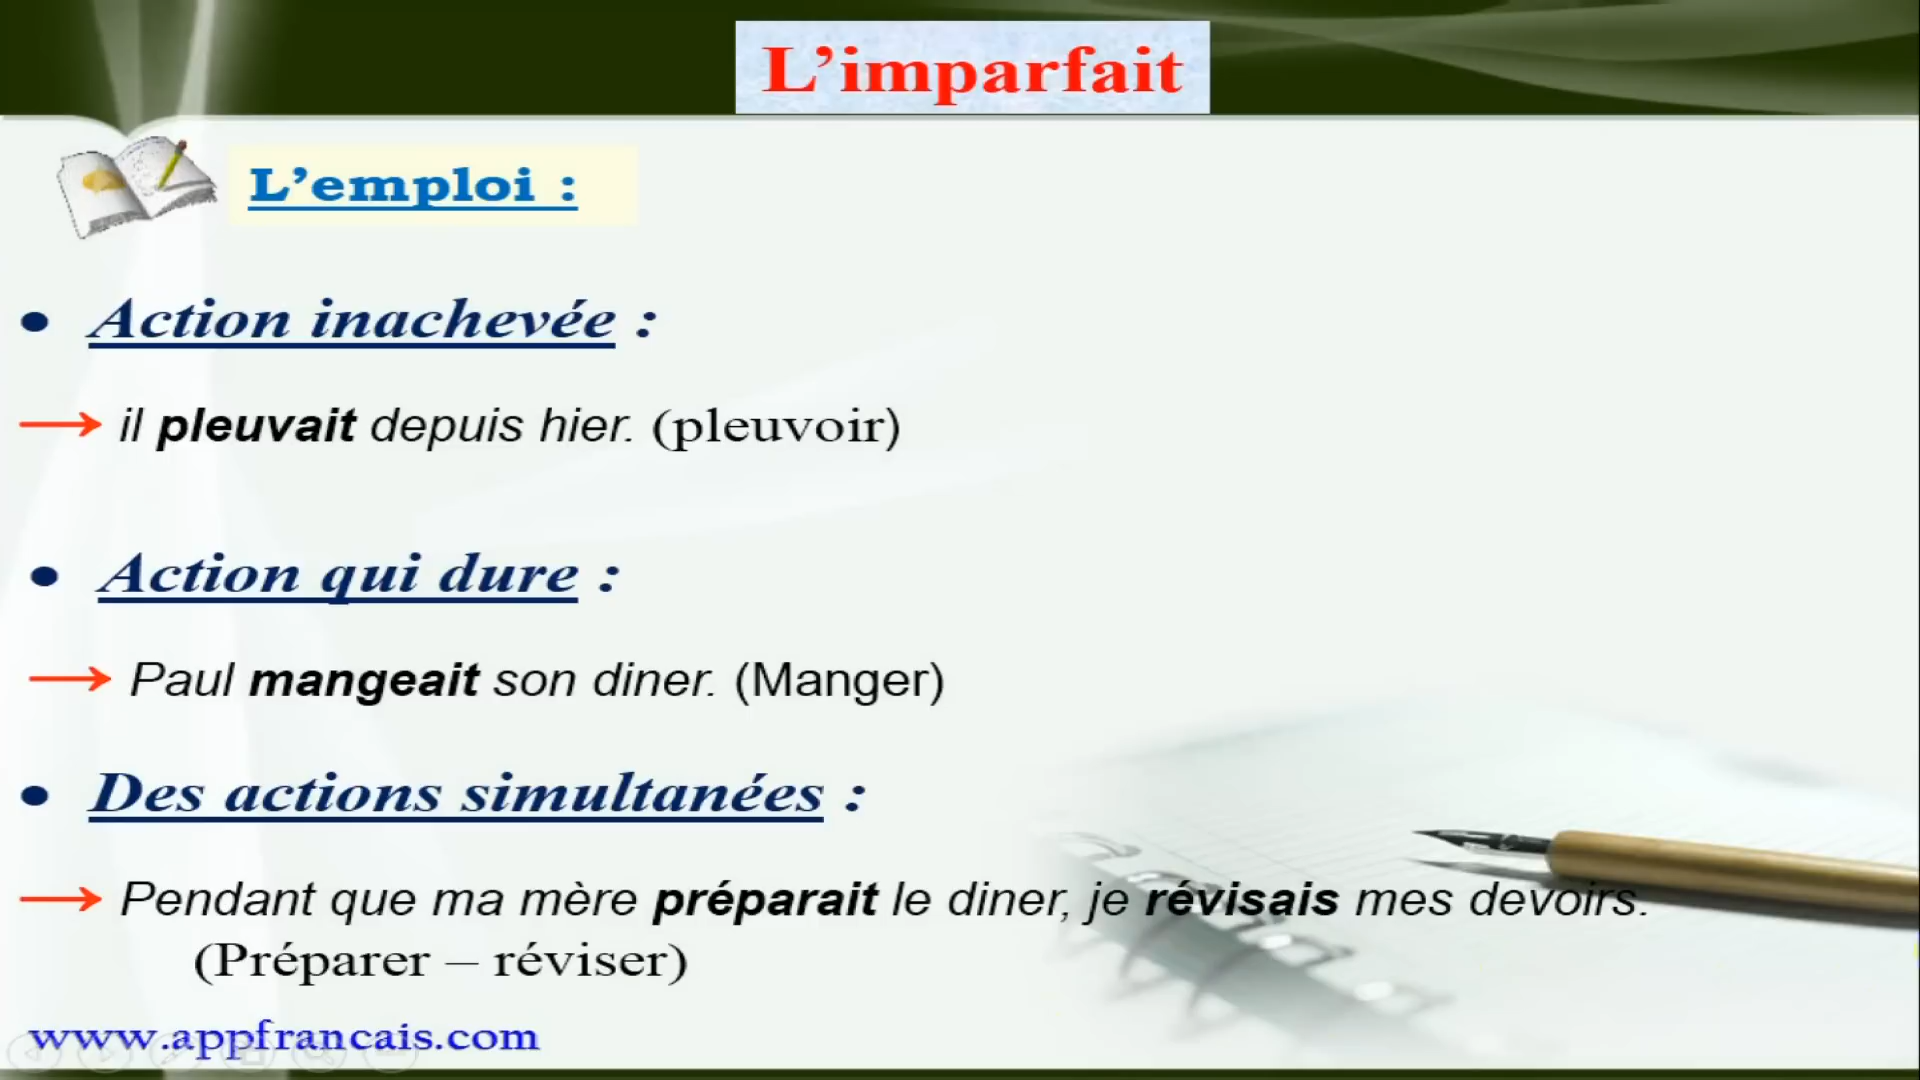 L’imparfait
L’emploi :
• Action inachevée :
→ il pleuvait depuis hier. (pleuvoir)
• Action qui dure :
→ Paul mangeait son diner. (Manger)
• Des actions simultanées :
→ Pendant que ma mère préparait le diner, je révisais mes devoirs.
(Préparer – réviser)
www.appfrancais.com